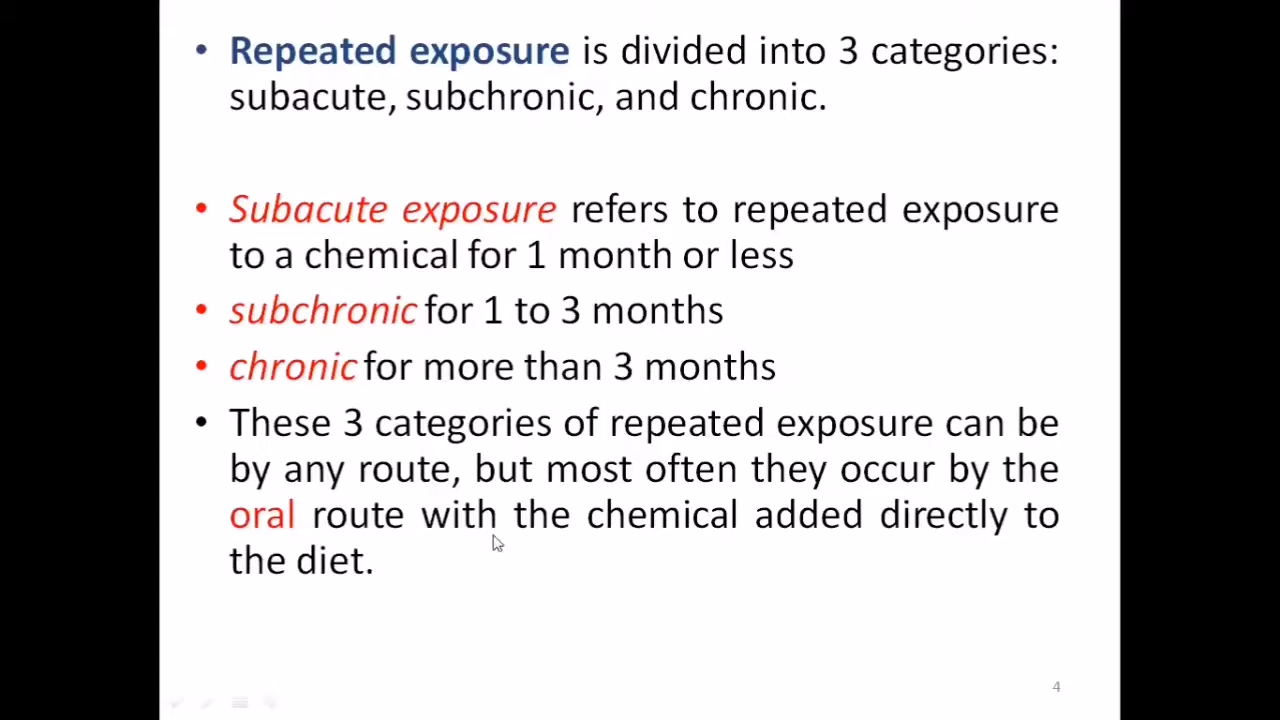 • Repeated exposure is divided into 3 categories:
subacute, subchronic, and chronic.
• Subacute exposure refers to repeated exposure
to a chemical for 1 month or less
• subchronic for 1 to 3 months
• chronic for more than 3 months
• These 3 categories of repeated exposure can be
by any route, but most often they occur by the
oral route with the chemical added directly to
the diet.
4